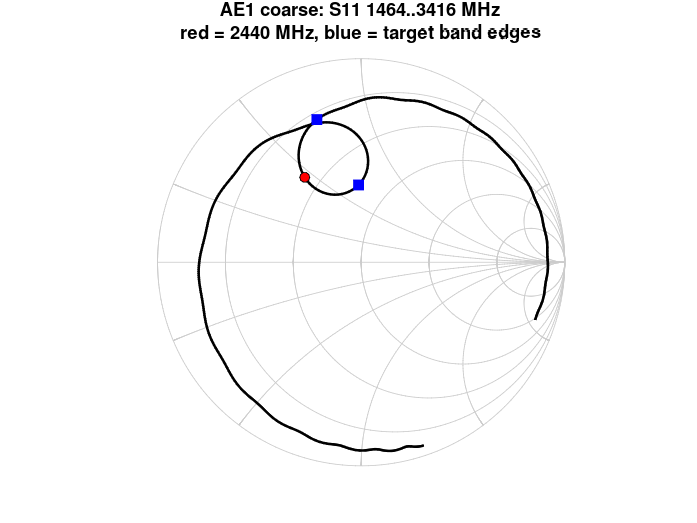 AE1 coarse: S11 1464..3416 MHz
red = 2440 MHz, blue = target band edges